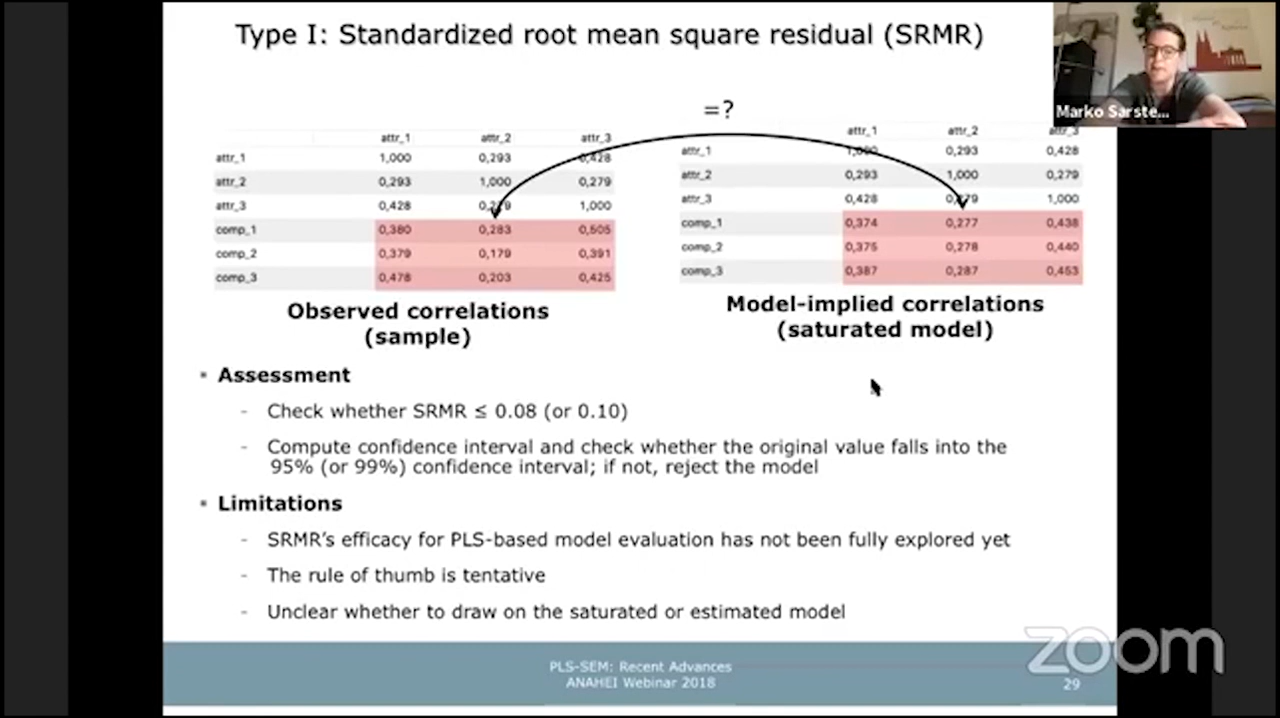 Type I: Standardized root mean square residual (SRMR)
Marko Sarste...
=?
attr_1 attr_2 attr_3
attr_1 1,000 0,293 0,428
attr_2 0,293 1,000 0,279
attr_3 0,428 0,279 1,000
comp_1 0,380 0,283 0,505
comp_2 0,379 0,179 0,391
comp_3 0,478 0,203 0,425
Observed correlations
(sample)
attr_1 attr_2 attr_3
attr_1 1,000 0,293 0,428
attr_2 0,293 1,000 0,279
attr_3 0,428 0,279 1,000
comp_1 0,374 0,277 0,438
comp_2 0,375 0,278 0,440
comp_3 0,387 0,287 0,453
Model-implied correlations
(saturated model)
▪ Assessment
- Check whether SRMR ≤ 0.08 (or 0.10)
- Compute confidence interval and check whether the original value falls into the
95% (or 99%) confidence interval; if not, reject the model
▪ Limitations
- SRMR’s efficacy for PLS-based model evaluation has not been fully explored yet
- The rule of thumb is tentative
- Unclear whether to draw on the saturated or estimated model
zoom
PLS-SEM: Recent Advances
ANAHEI Webinar 2018
29